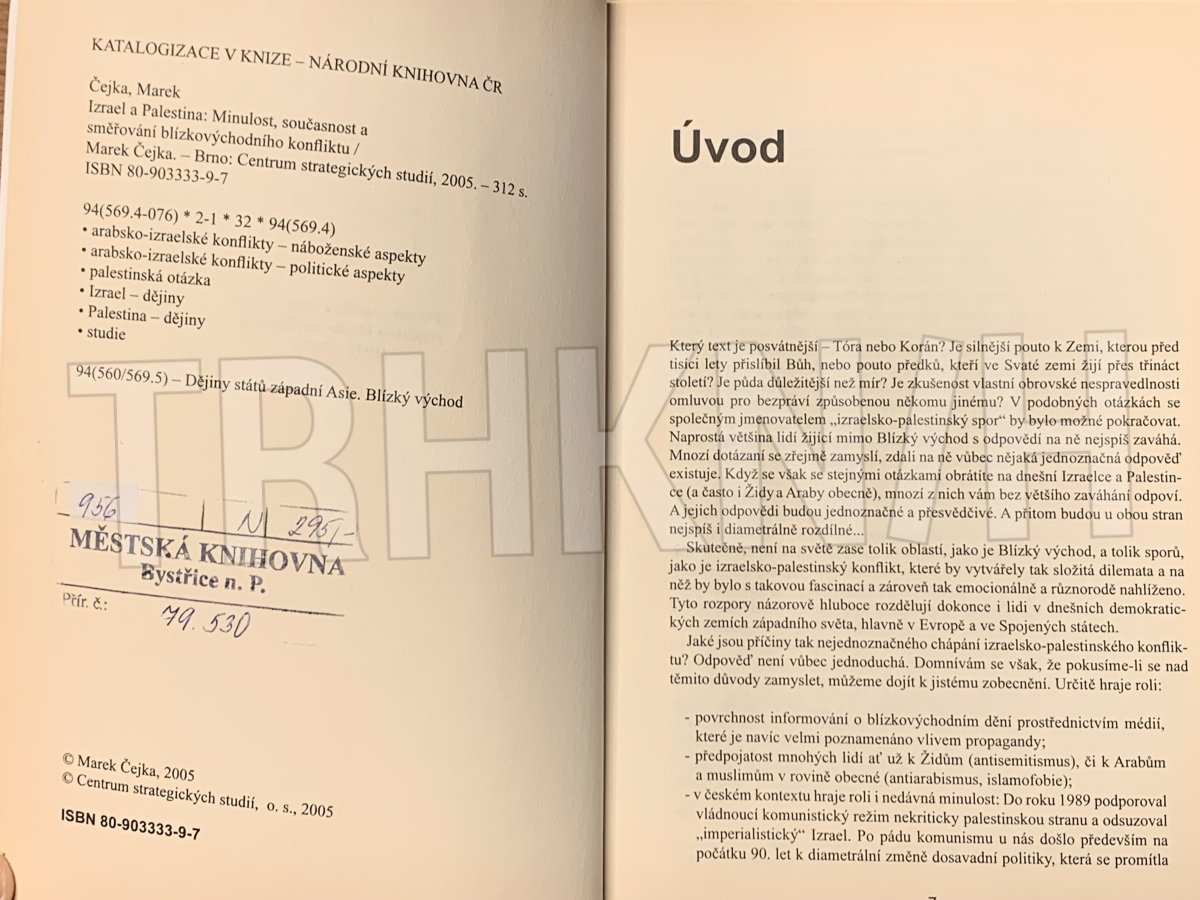 KATALOGIZACE V KNIZE – NÁRODNÍ KNIHOVNA ČR
Čejka, Marek
Izrael a Palestina: Minulost, současnost a
směřování blízkovýchodního konfliktu /
Marek Čejka. – Brno: Centrum strategických studií, 2005. – 312 s.
ISBN 80-903333-9-7
94(569.4-076) * 2-1 * 32 * 94(569.4)
• arabsko-izraelské konflikty – náboženské aspekty
• arabsko-izraelské konflikty – politické aspekty
• palestinská otázka
• Izrael – dějiny
• Palestina – dějiny
• studie
94(560/569.5) – Dějiny států západní Asie. Blízký východ
956 N 295,-
MĚSTSKÁ KNIHOVNA
Bystřice n. P.
Přír. č.: 79.530
© Marek Čejka, 2005
© Centrum strategických studií, o. s., 2005
ISBN 80-903333-9-7
Úvod
Který text je posvátnější – Tóra nebo Korán? Je silnější pouto k Zemi, kterou před
tisíci lety přislíbil Bůh, nebo pouto předků, kteří ve Svaté zemi žijí přes třináct
století? Je půda důležitější než mír? Je zkušenost vlastní obrovské nespravedlnosti
omluvou pro bezpráví způsobenou někomu jinému? V podobných otázkách se
společným jmenovatelem „izraelsko-palestinský spor“ by bylo možné pokračovat.
Naprostá většina lidí žijící mimo Blízký východ s odpovědí na ně nejspíš zaváhá.
Mnozí dotázaní se zřejmě zamyslí, zdali na ně vůbec nějaká jednoznačná odpověď
existuje. Když se však se stejnými otázkami obrátíte na dnešní Izraelce a Palestin-
ce (a často i Židy a Araby obecně), mnozí z nich vám bez většího zaváhání odpoví.
A jejich odpovědi budou jednoznačné a přesvědčivé. A přitom budou u obou stran
nejspíš i diametrálně rozdílné...
Skutečně, není na světě zase tolik oblastí, jako je Blízký východ, a tolik sporů,
jako je izraelsko-palestinský konflikt, které by vytvářely tak složitá dilemata a na
něž by bylo s takovou fascinací a zároveň tak emocionálně a různorodě nahlíženo.
Tyto rozpory názorově hluboce rozdělují dokonce i lidi v dnešních demokratic-
kých zemích západního světa, hlavně v Evropě a ve Spojených státech.
Jaké jsou příčiny tak nejednoznačného chápání izraelsko-palestinského konflik-
tu? Odpověď není vůbec jednoduchá. Domnívám se však, že pokusíme-li se nad
těmito důvody zamyslet, můžeme dojít k jistému zobecnění. Určitě hraje roli:
- povrchnost informování o blízkovýchodním dění prostřednictvím médií,
které je navíc velmi poznamenáno vlivem propagandy;
- předpojatost mnohých lidí ať už k Židům (antisemitismus), či k Arabům
a muslimům v rovině obecné (antiarabismus, islamofobie);
- v českém kontextu hraje roli i nedávná minulost: Do roku 1989 podporoval
vládnoucí komunistický režim nekriticky palestinskou stranu a odsuzoval
„imperialistický“ Izrael. Po pádu komunismu u nás došlo především na
počátku 90. let k diametrální změně dosavadní politiky, která se promítla
TRHKNIH